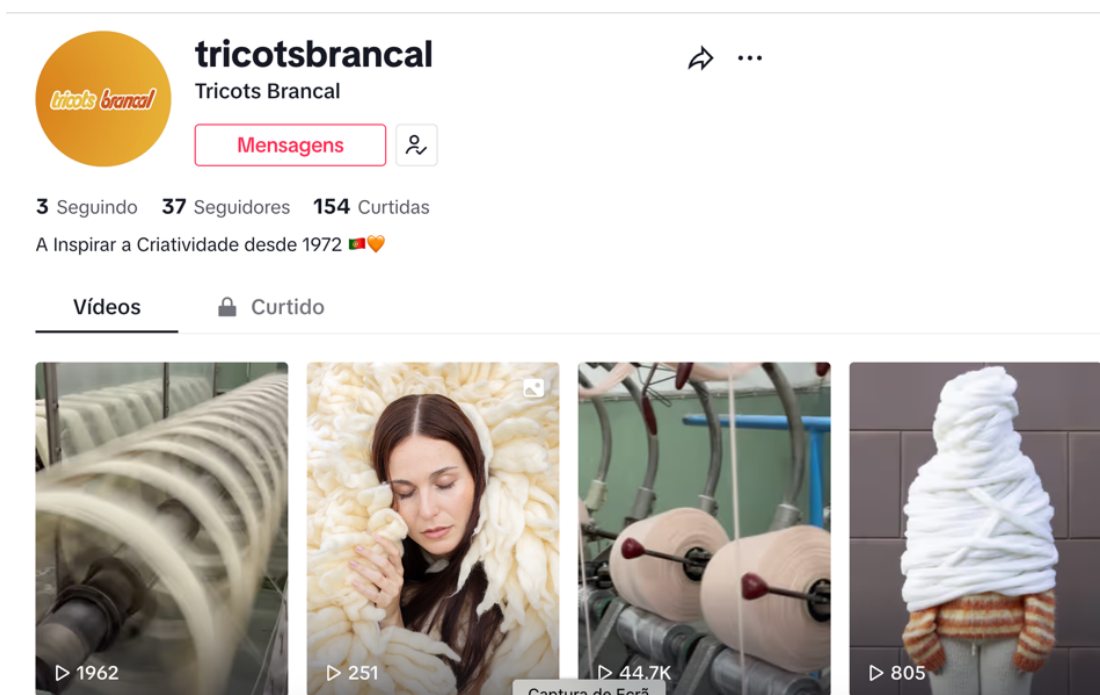 tricots brancal
tricotsbrancal
Tricots Brancal
Mensagens
3 Seguindo 37 Seguidores 154 Curtidas
A Inspirar a Criatividade desde 1972 🇵🇹🧡
Vídeos Curtido
1962 251 44.7K 805
Captura de Ecrã